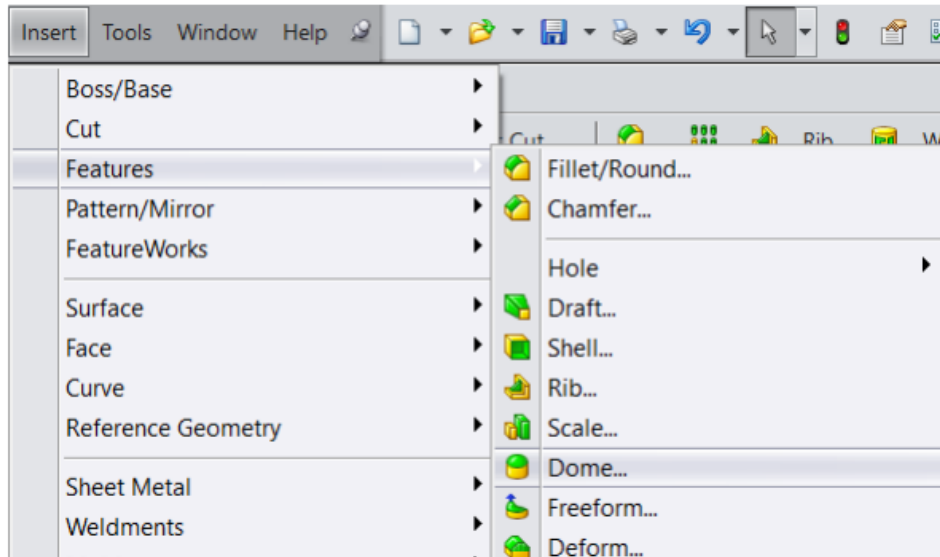 Insert Tools Window Help
Boss/Base
Cut
Features
Pattern/Mirror
FeatureWorks
Surface
Face
Curve
Reference Geometry
Sheet Metal
Weldments
Cut
Rib
Fillet/Round...
Chamfer...
Hole
Draft...
Shell...
Rib...
Scale...
Dome...
Freeform...
Deform...